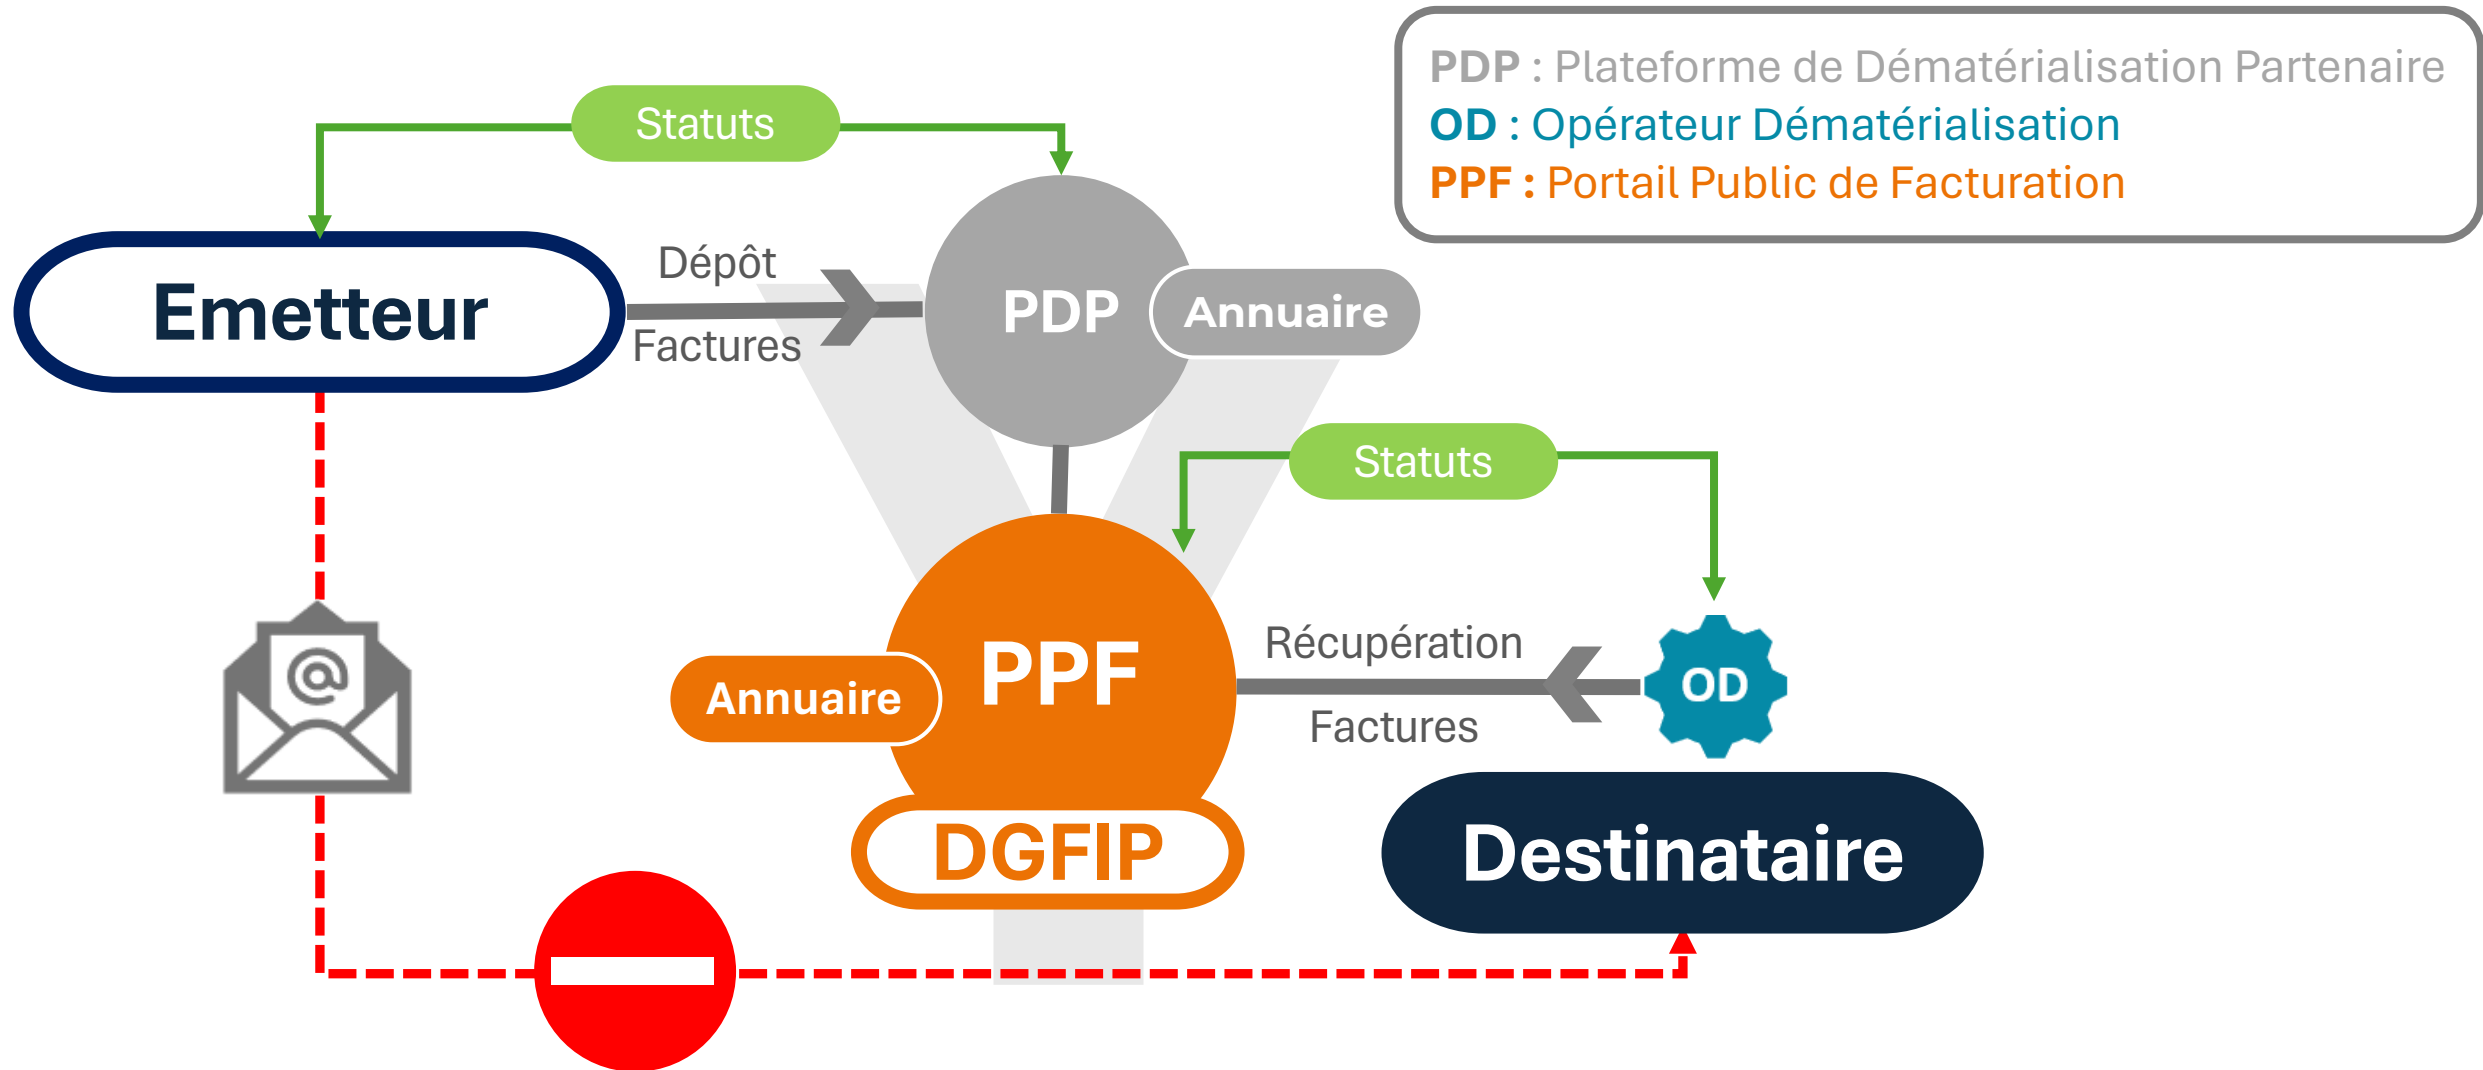 PDP : Plateforme de Dématérialisation Partenaire
OD : Opérateur Dématérialisation
PPF : Portail Public de Facturation
Statuts
Emetteur
Dépôt
Factures
PDP
Annuaire
Statuts
PPF
Annuaire
Récupération
Factures
OD
@
DGFIP
Destinataire